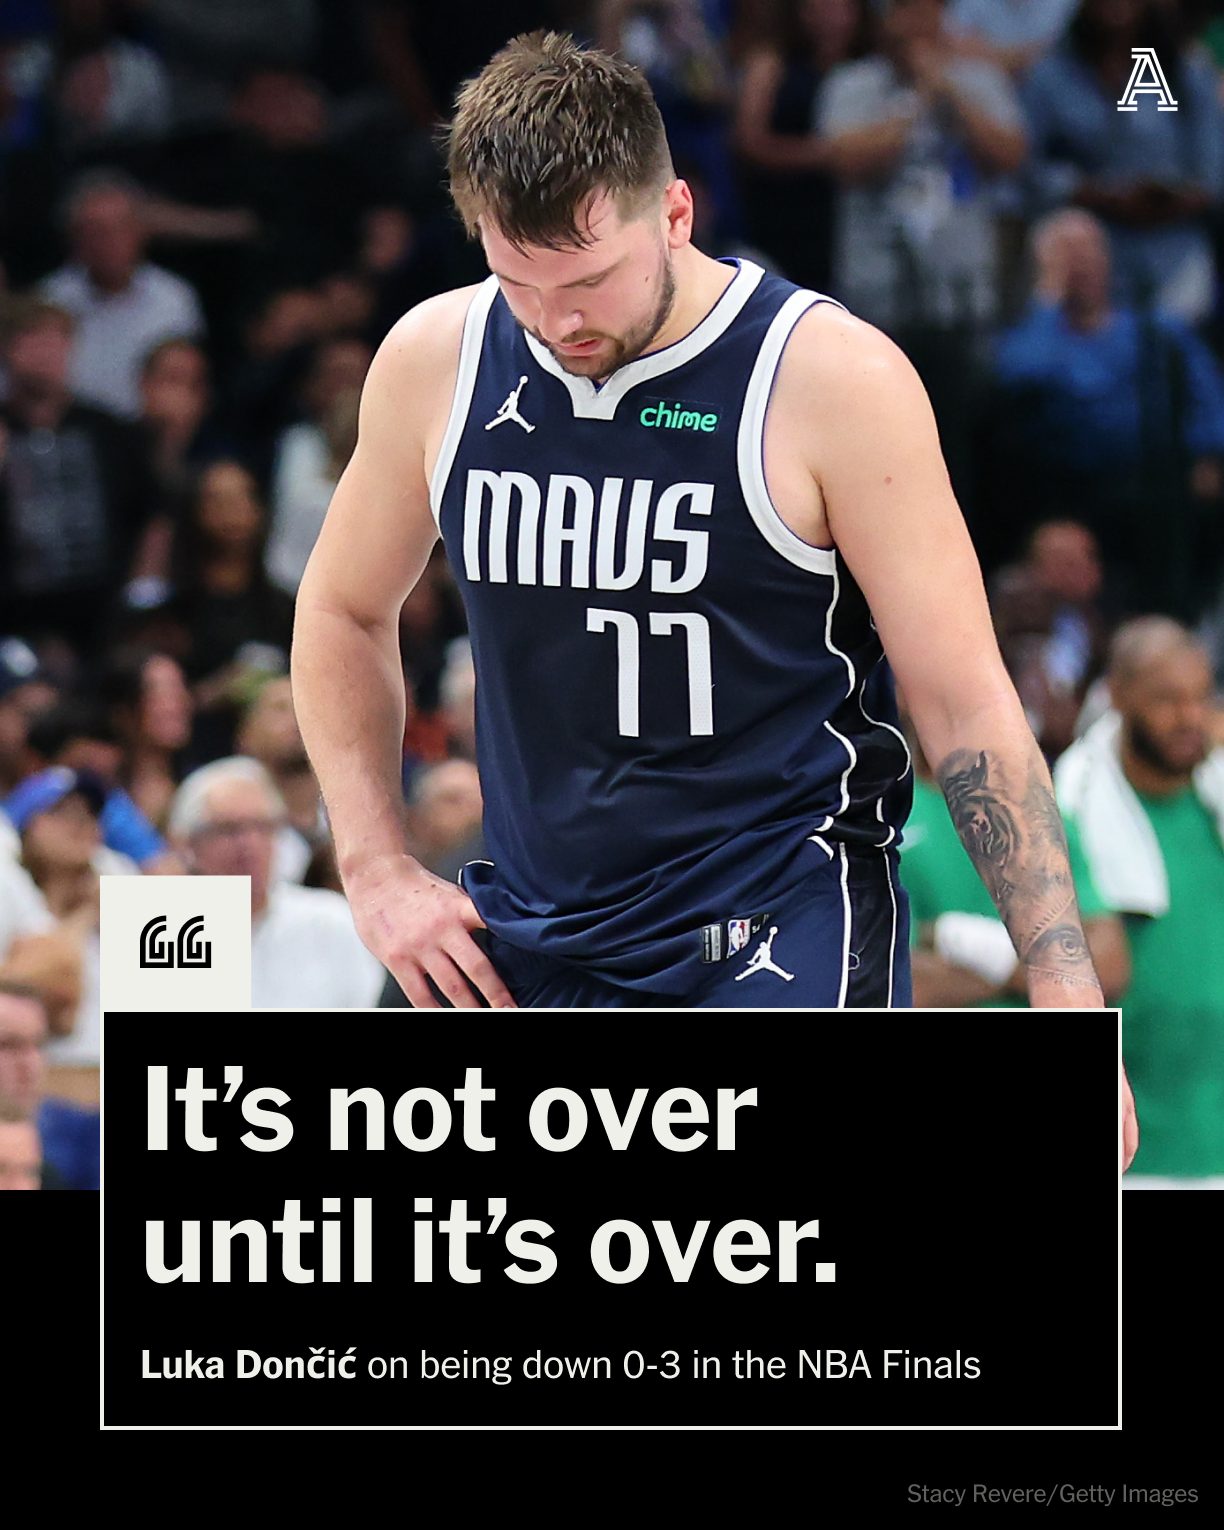 A
chime
MAVS
77
“
It’s not over
until it’s over.
Luka Dončić on being down 0-3 in the NBA Finals
Stacy Revere/Getty Images